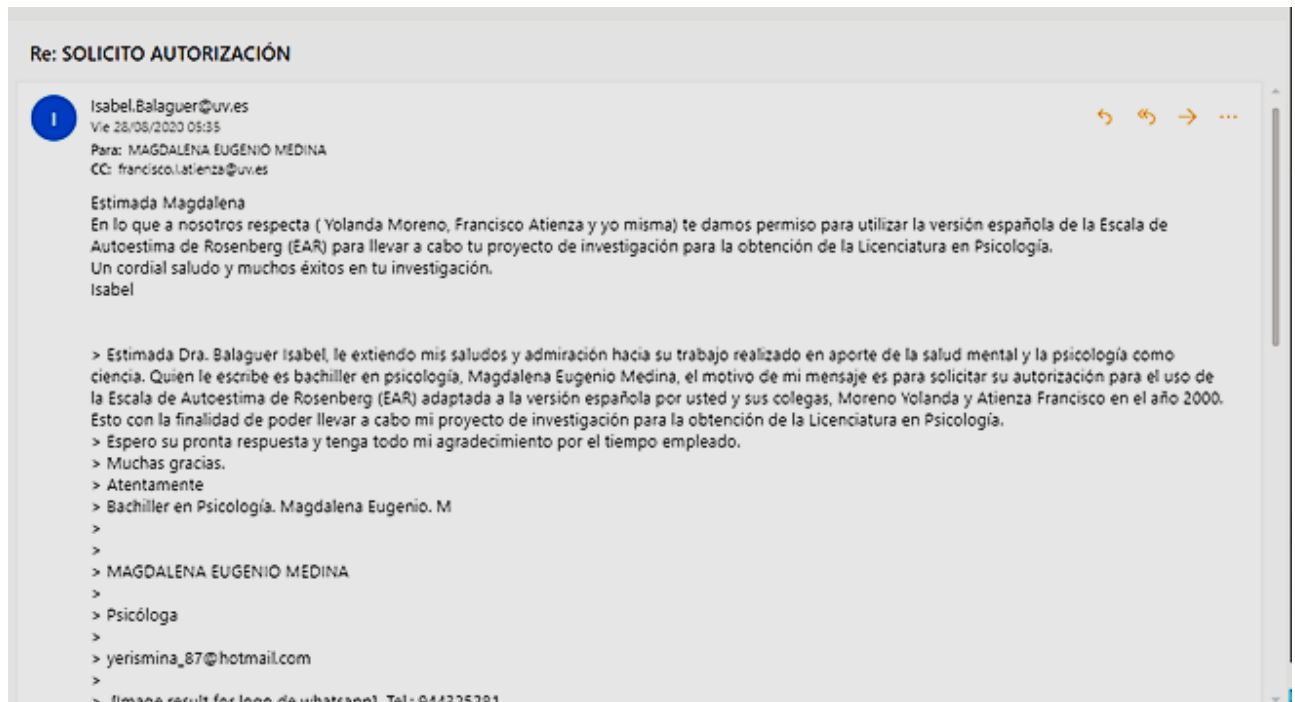 Re: SOLICITO AUTORIZACIÓN
I
Isabel.Balaguer@uv.es
Vie 28/08/2020 05:35
Para: MAGDALENA EUGENIO MEDINA
CC: francisco.l.atienza@uv.es
Estimada Magdalena
En lo que a nosotros respecta ( Yolanda Moreno, Francisco Atienza y yo misma) te damos permiso para utilizar la versión española de la Escala de
Autoestima de Rosenberg (EAR) para llevar a cabo tu proyecto de investigación para la obtención de la Licenciatura en Psicología.
Un cordial saludo y muchos éxitos en tu investigación.
Isabel
> Estimada Dra. Balaguer Isabel, le extiendo mis saludos y admiración hacia su trabajo realizado en aporte de la salud mental y la psicología como
ciencia. Quien le escribe es bachiller en psicología, Magdalena Eugenio Medina, el motivo de mi mensaje es para solicitar su autorización para el uso de
la Escala de Autoestima de Rosenberg (EAR) adaptada a la versión española por usted y sus colegas, Moreno Yolanda y Atienza Francisco en el año 2000.
Esto con la finalidad de poder llevar a cabo mi proyecto de investigación para la obtención de la Licenciatura en Psicología.
> Espero su pronta respuesta y tenga todo mi agradecimiento por el tiempo empleado.
> Muchas gracias.
> Atentamente
> Bachiller en Psicología. Magdalena Eugenio. M
>
>
> MAGDALENA EUGENIO MEDINA
>
> Psicóloga
>
> yerismina_87@hotmail.com
>
> [Image result for logo de whatsapp] Tel.: 944325281